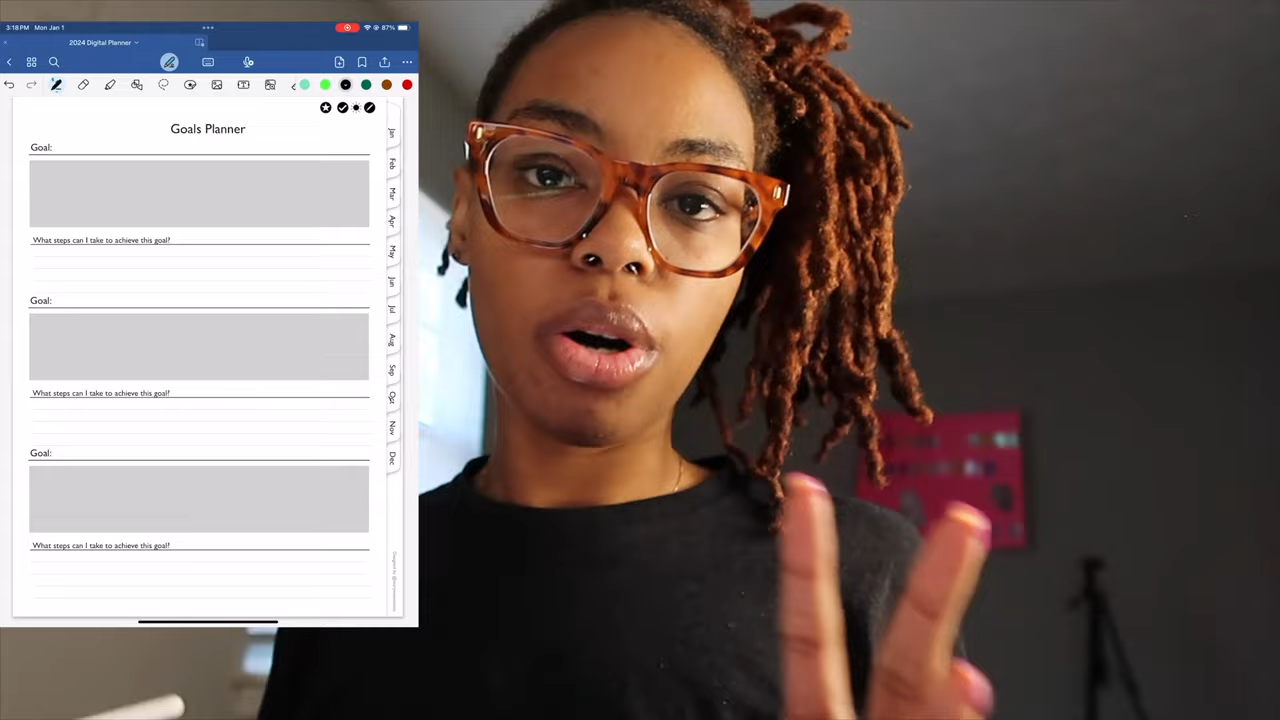 3:18 PM Mon Jan 1
87%
2024 Digital Planner
Goals Planner
Goal:
What steps can I take to achieve this goal?
Goal:
What steps can I take to achieve this goal?
Goal:
What steps can I take to achieve this goal?
Jan
Feb
Mar
Apr
May
Jun
Jul
Aug
Sep
Oct
Nov
Dec